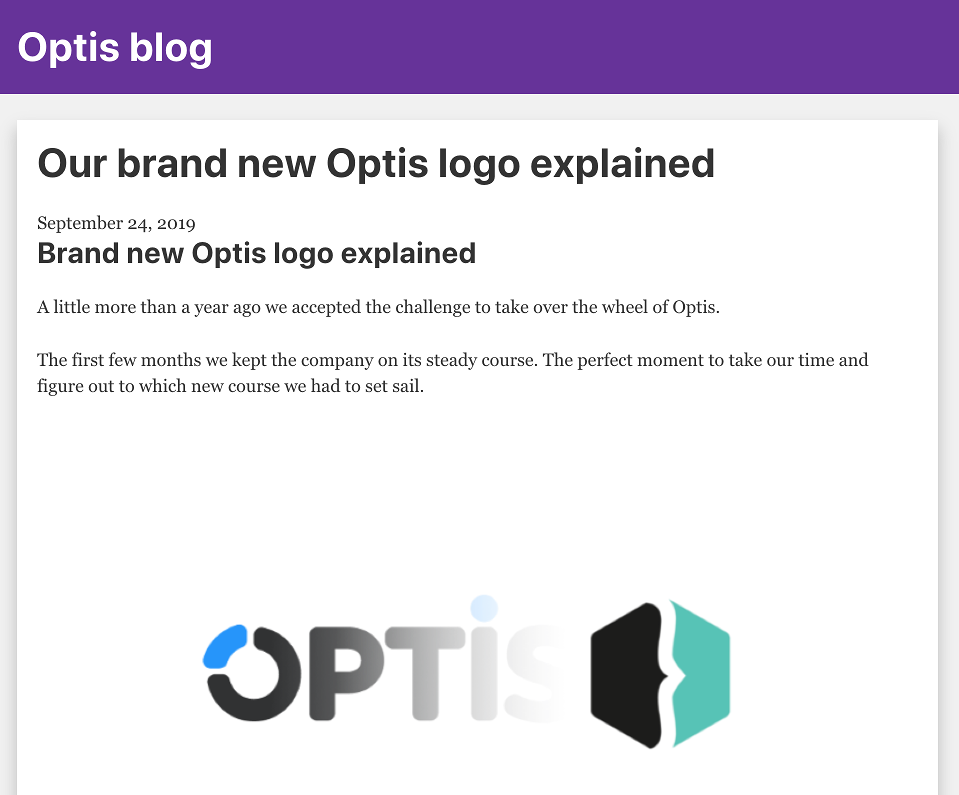 Optis blog
Our brand new Optis logo explained
September 24, 2019
Brand new Optis logo explained
A little more than a year ago we accepted the challenge to take over the wheel of Optis.
The first few months we kept the company on its steady course. The perfect moment to take our time and
figure out to which new course we had to set sail.
OPTiS